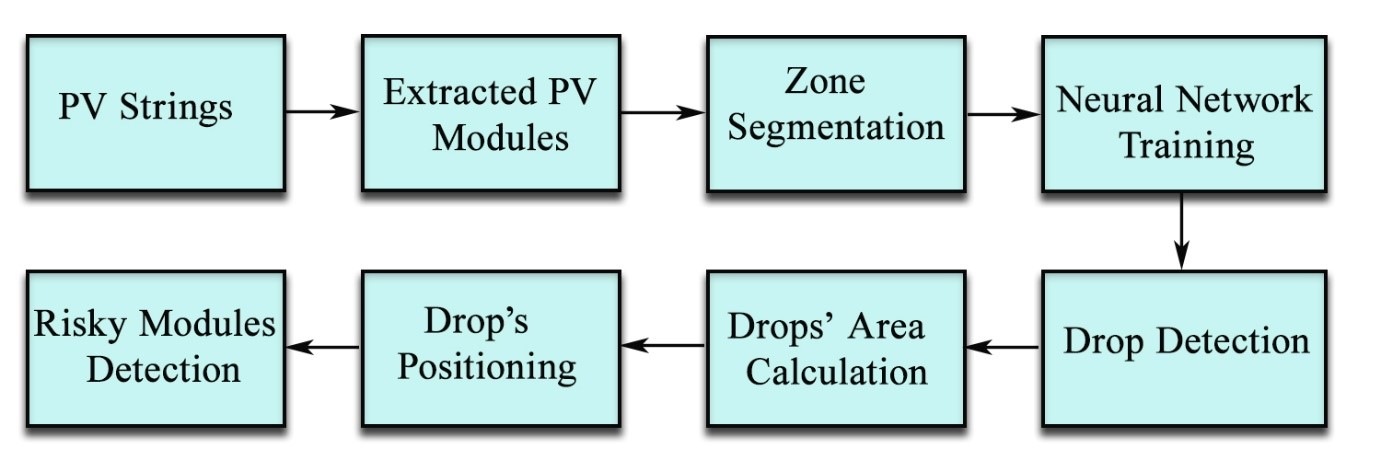 PV Strings
Extracted PV
Modules
Zone
Segmentation
Neural Network
Training
Risky Modules
Detection
Drop’s
Positioning
Drops’ Area
Calculation
Drop Detection